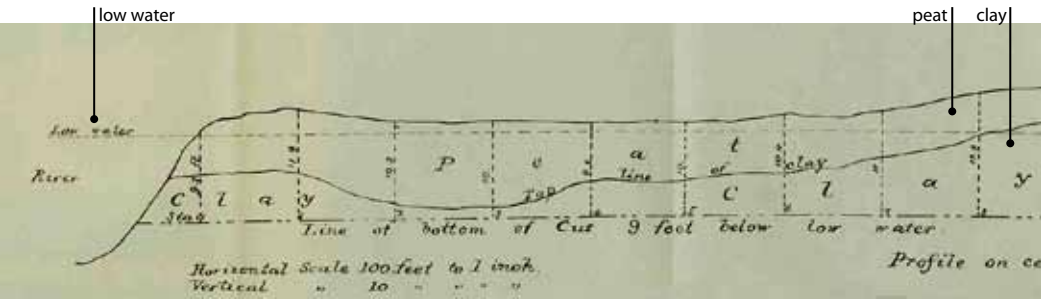 low water peat clay
Low water
P e a t
River
Top line of clay
C l a y C l a y
Stag
Line of bottom of Cut 9 feet below low water
Horizontal Scale 100 feet to 1 inch. Profile on ce
Vertical " 10 " " " "